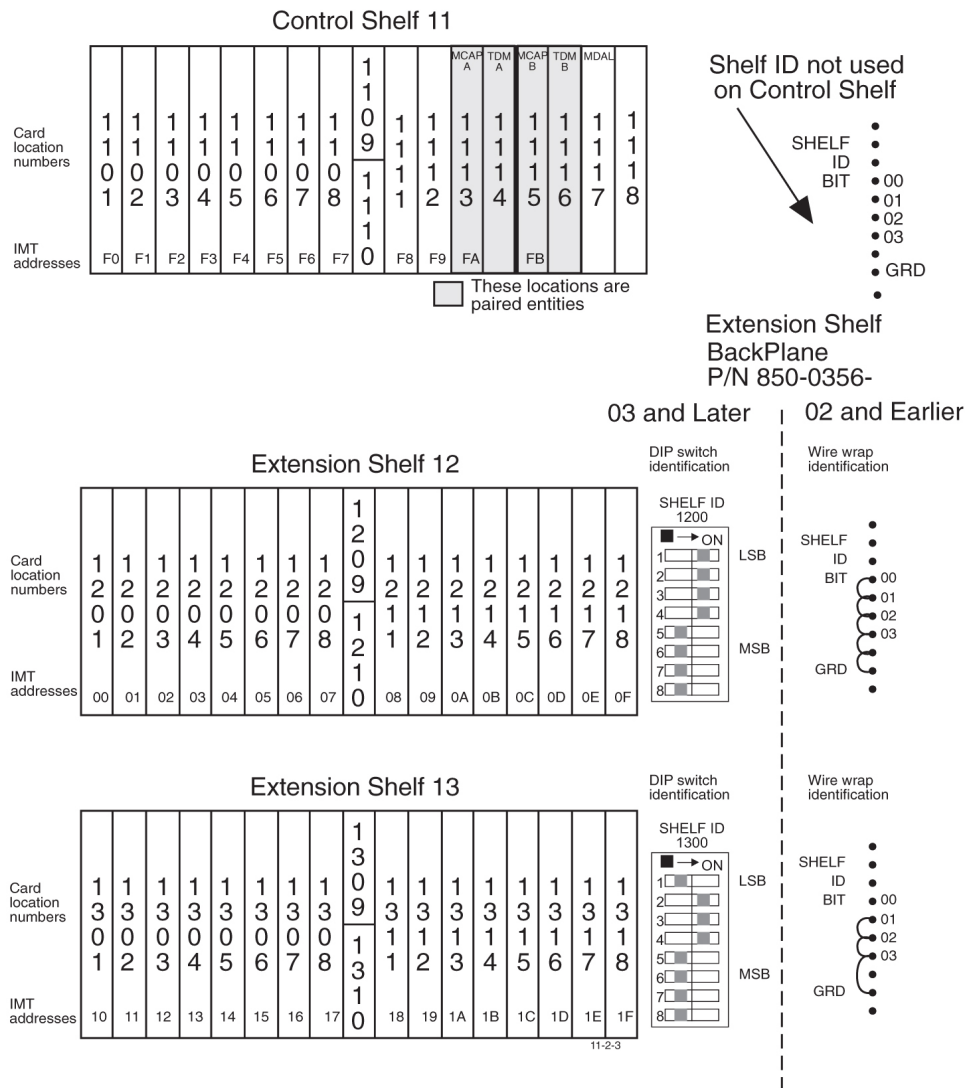 Control Shelf 11
MCAP A TDM A MCAP B TDM B MDAL
Card location numbers
1101 1102 1103 1104 1105 1106 1107 1108 1109 1110 1111 1112 1113 1114 1115 1116 1117 1118
IMT addresses
F0 F1 F2 F3 F4 F5 F6 F7 F8 F9 FA FB
These locations are
paired entities
Shelf ID not used
on Control Shelf
SHELF
ID
BIT 00
01
02
03
GRD
Extension Shelf
BackPlane
P/N 850-0356-
03 and Later
02 and Earlier
Extension Shelf 12
Card
location
numbers
1201 1202 1203 1204 1205 1206 1207 1208 1209 1210 1211 1212 1213 1214 1215 1216 1217 1218
IMT
addresses
00 01 02 03 04 05 06 07 08 09 0A 0B 0C 0D 0E 0F
DIP switch
identification
SHELF ID
1200
ON
1 LSB
2
3
4
5
6 MSB
7
8
Wire wrap
identification
SHELF
ID
BIT 00
01
02
03
GRD
Extension Shelf 13
Card
location
numbers
1301 1302 1303 1304 1305 1306 1307 1308 1309 1310 1311 1312 1313 1314 1315 1316 1317 1318
IMT
addresses
10 11 12 13 14 15 16 17 18 19 1A 1B 1C 1D 1E 1F
DIP switch
identification
SHELF ID
1300
ON
1 LSB
2
3
4
5
6 MSB
7
8
Wire wrap
identification
SHELF
ID
BIT 00
01
02
03
GRD
11-2-3